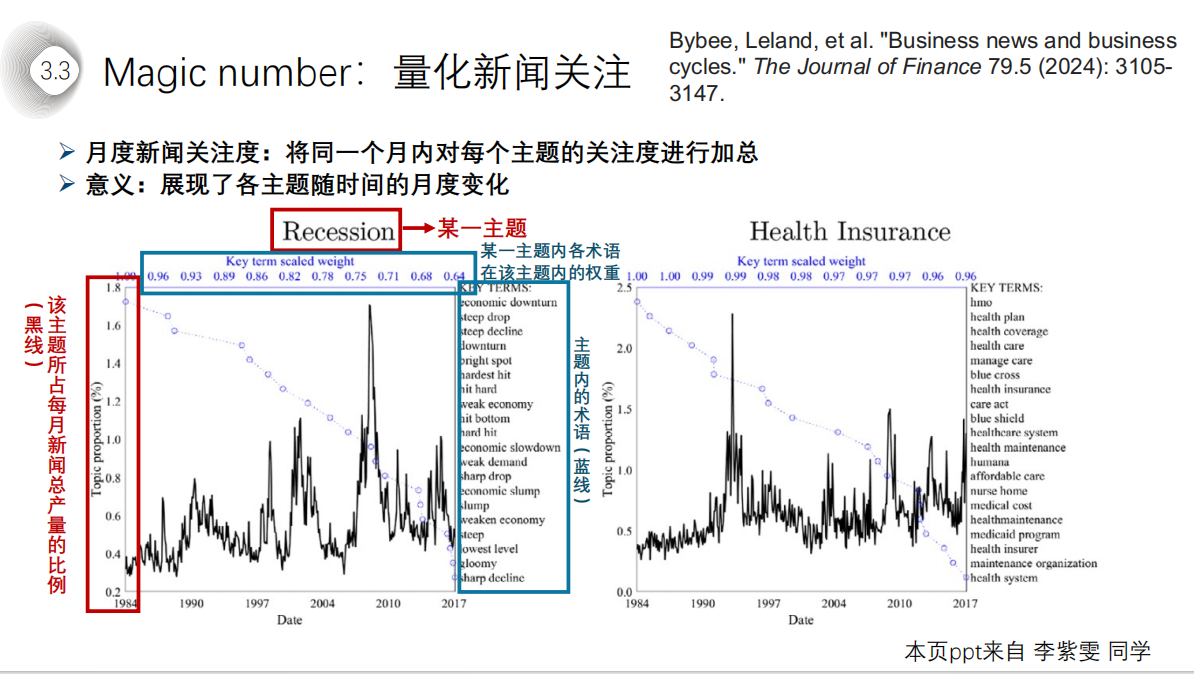 3.3
Magic number：量化新闻关注
Bybee, Leland, et al. "Business news and business
cycles." The Journal of Finance 79.5 (2024): 3105-
3147.
月度新闻关注度：将同一个月内对每个主题的关注度进行加总
意义：展现了各主题随时间的月度变化
Recession
某一主题
某一主题内各术语
在该主题内的权重
Key term scaled weight
1.00 0.96 0.93 0.89 0.86 0.82 0.78 0.75 0.71 0.68 0.64
该主题所占每月新闻总产量的比例
（黑线）
Topic proportion (%)
1.8
1.6
1.4
1.2
1.0
0.8
0.6
0.4
0.2
KEY TERMS:
economic downturn
steep drop
steep decline
downturn
bright spot
hardest hit
hit hard
weak economy
hit bottom
hard hit
economic slowdown
weak demand
sharp drop
economic slump
slump
weaken economy
steep
lowest level
gloomy
sharp decline
主题内的术语（蓝线）
1984 1990 1997 2004 2010 2017
Date
Health Insurance
Key term scaled weight
1.00 1.00 0.99 0.99 0.98 0.98 0.97 0.97 0.97 0.96 0.96
Topic proportion (%)
2.5
2.0
1.5
1.0
0.5
0.0
KEY TERMS:
hmo
health plan
health coverage
health care
manage care
blue cross
health insurance
care act
blue shield
healthcare system
health maintenance
humana
affordable care
nurse home
medical cost
healthmaintenance
medicaid program
health insurer
maintenance organization
health system
1984 1990 1997 2004 2010 2017
Date
本页ppt来自 李紫雯 同学